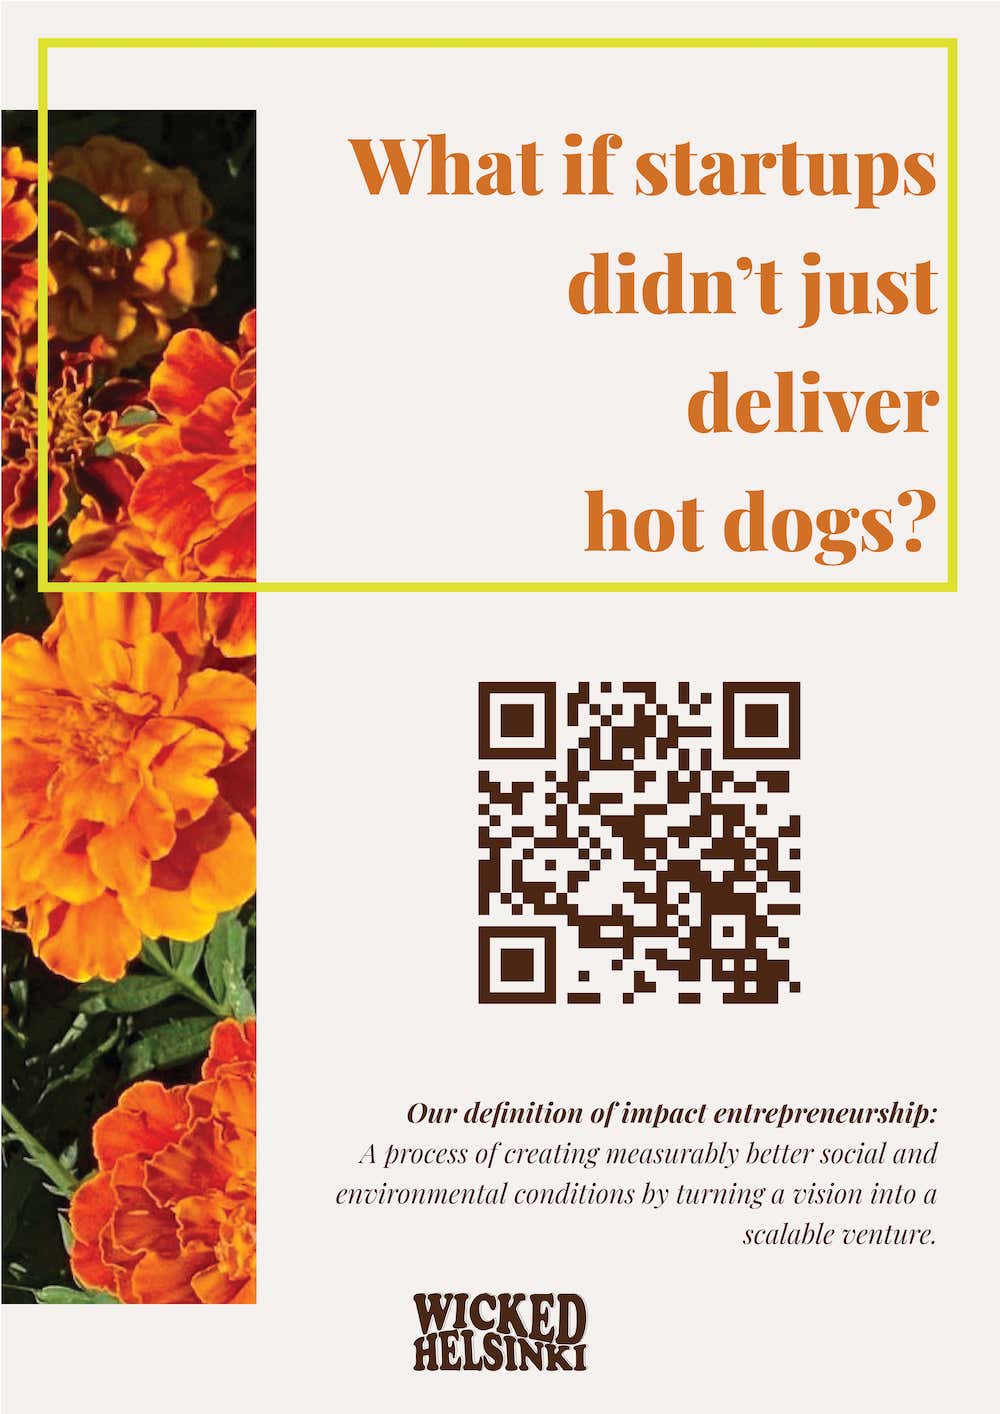 What if startups
didn’t just
deliver
hot dogs?
Our definition of impact entrepreneurship:
A process of creating measurably better social and
environmental conditions by turning a vision into a
scalable venture.
WICKED
HELSINKI